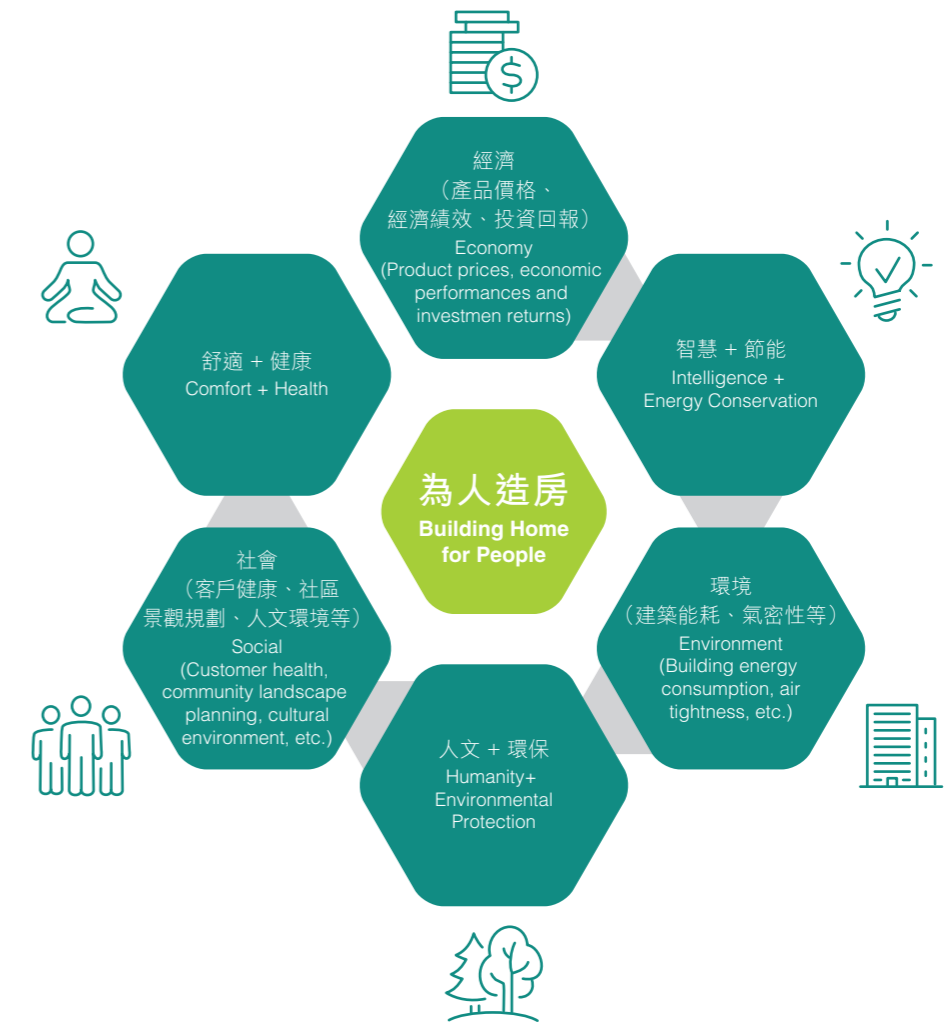 經濟
（產品價格、
經濟績效、投資回報）
Economy
(Product prices, economic
performances and
investmen returns)
舒適 + 健康
Comfort + Health
智慧 + 節能
Intelligence +
Energy Conservation
為人造房
Building Home
for People
社會
（客戶健康、社區
景觀規劃、人文環境等）
Social
(Customer health,
community landscape
planning, cultural
environment, etc.)
環境
（建築能耗、氣密性等）
Environment
(Building energy
consumption, air
tightness, etc.)
人文 + 環保
Humanity+
Environmental
Protection